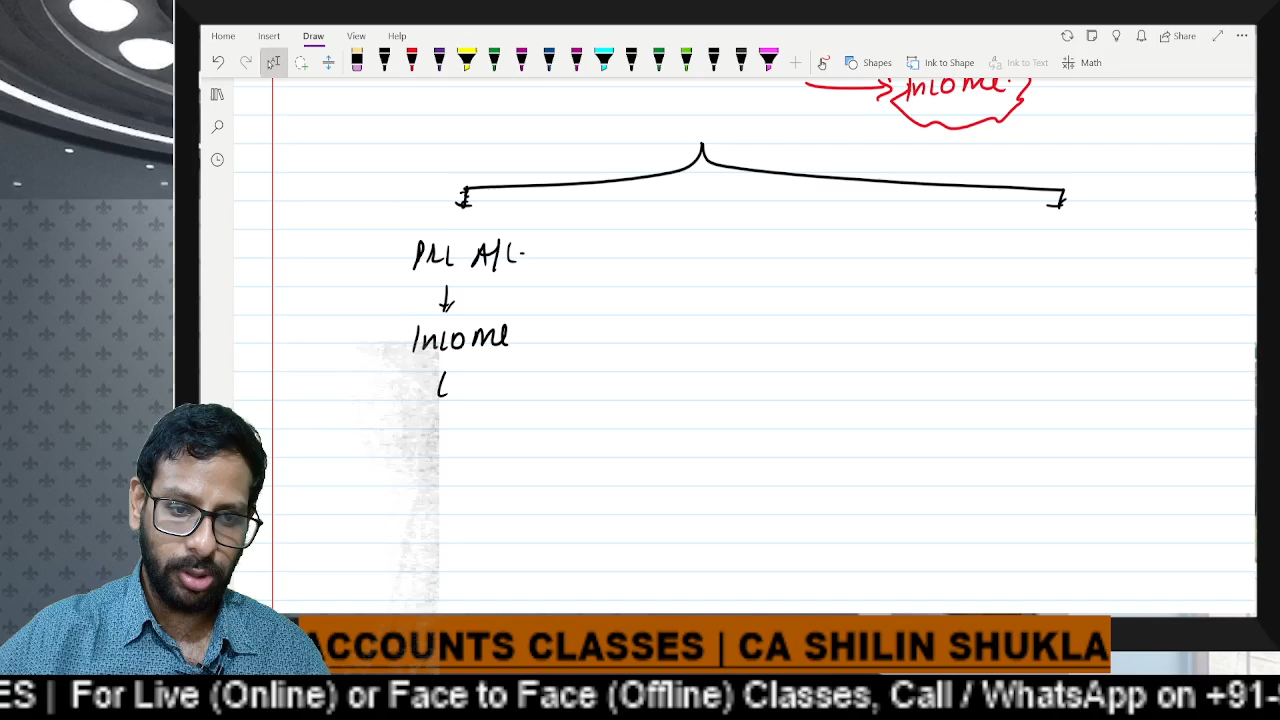 Home Insert Draw View Help
Share
Shapes Ink to Shape Ink to Text Math
Income.
P&L A/c.
Income
(
ACCOUNTS CLASSES | CA SHILIN SHUKLA
ES | For Live (Online) or Face to Face (Offline) Classes, Call / WhatsApp on +91-